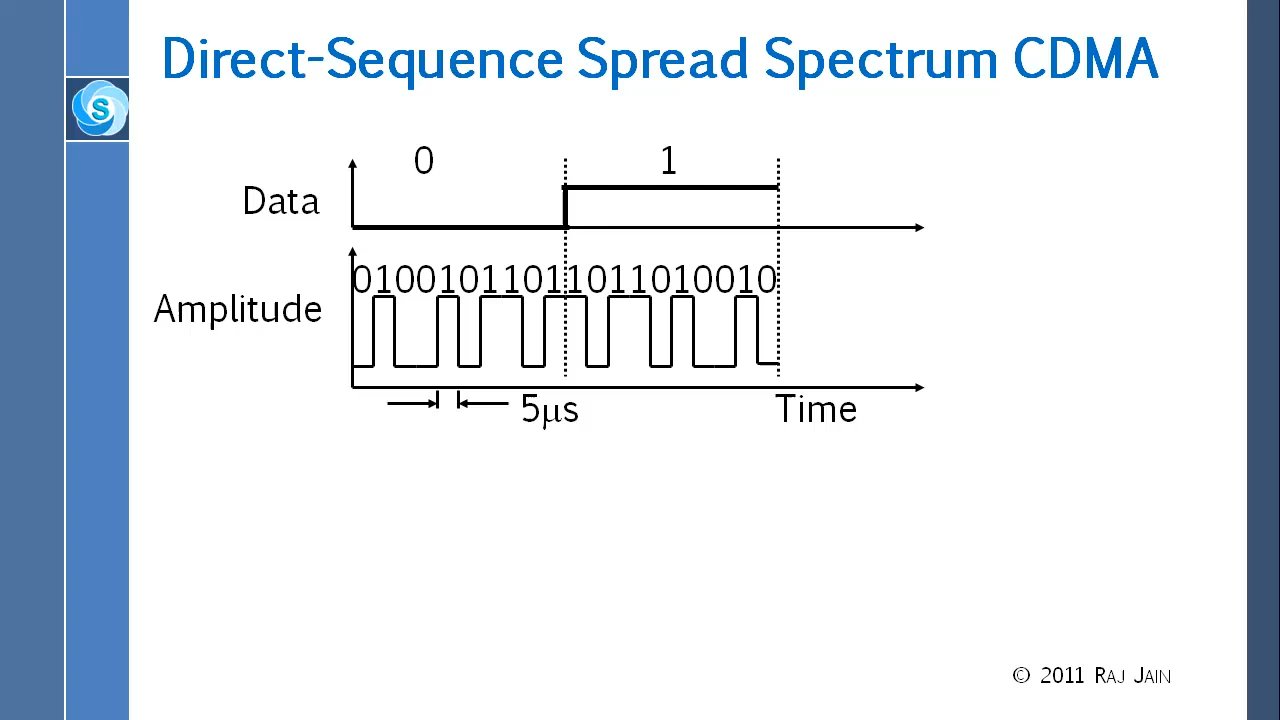 Direct-Sequence Spread Spectrum CDMA
S
0 1
Data
01001011011011010010
Amplitude
5μs Time
© 2011 RAJ JAIN